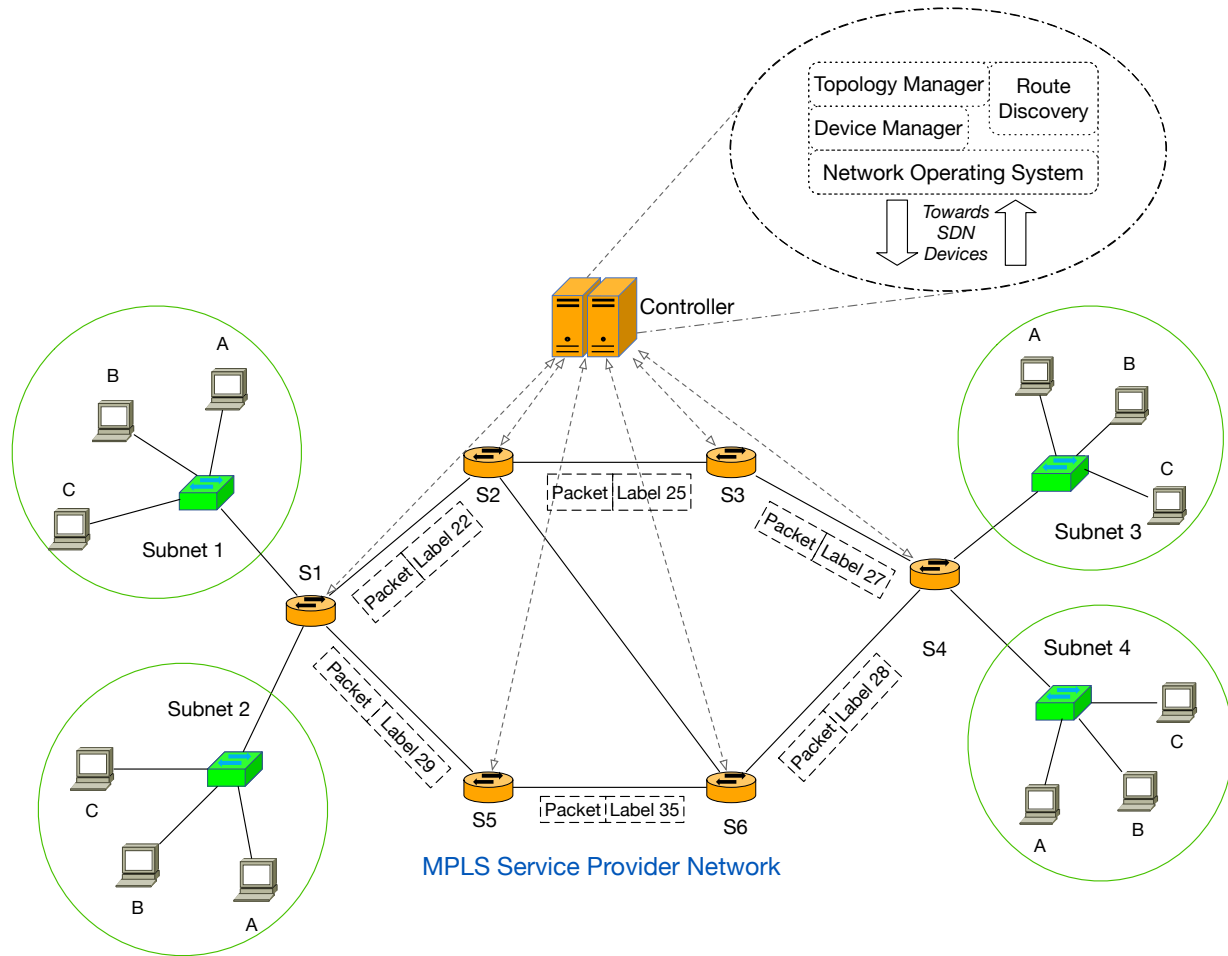 Topology Manager
Route
Discovery
Device Manager
Network Operating System
Towards
SDN
Devices
Controller
A
B
C
Subnet 1
A
B
C
Subnet 3
S2
Packet Label 25
S3
Packet Label 22
Packet Label 27
S1
S4
Packet Label 29
Packet Label 28
Subnet 2
C
B
A
Subnet 4
C
B
A
S5
Packet Label 35
S6
MPLS Service Provider Network